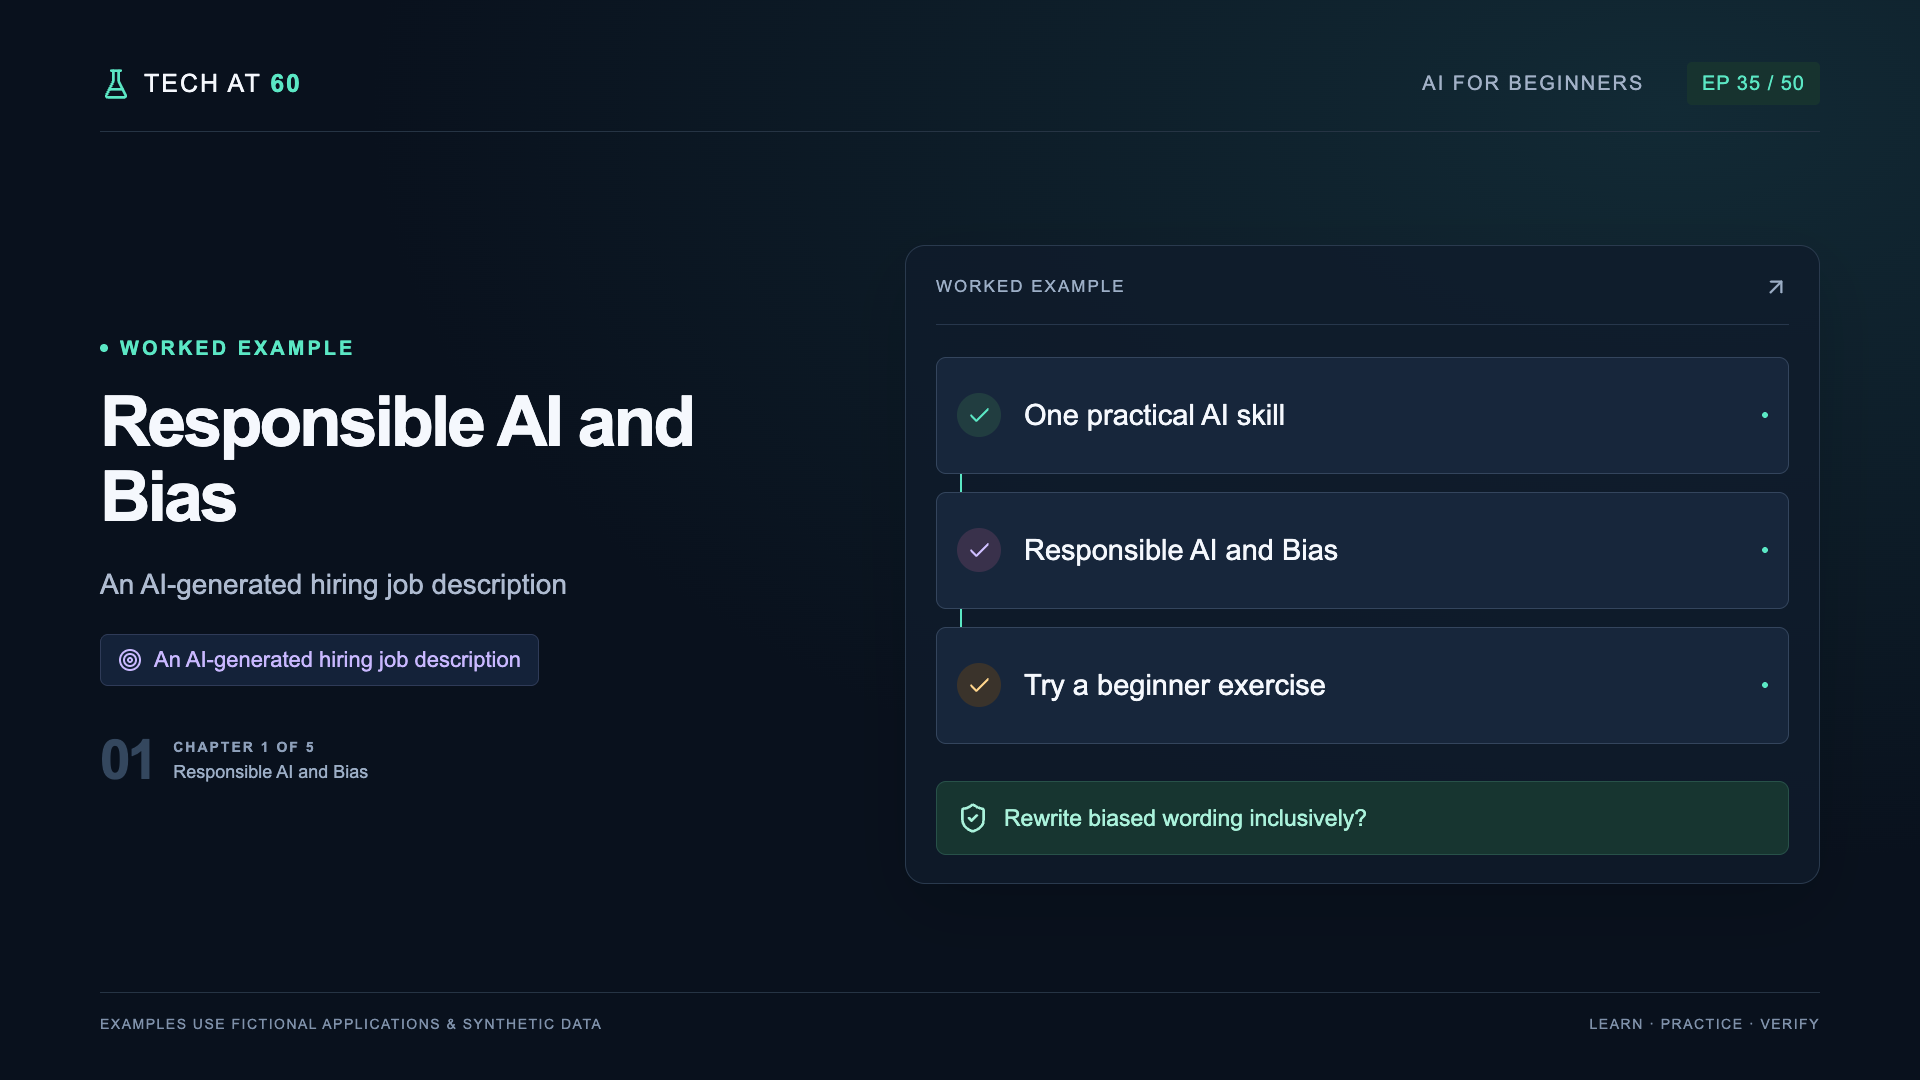 TECH AT 60
AI FOR BEGINNERS
EP 35 / 50
WORKED EXAMPLE
Responsible AI and
Bias
An AI-generated hiring job description
An AI-generated hiring job description
01
CHAPTER 1 OF 5
Responsible AI and Bias
WORKED EXAMPLE
One practical AI skill
Responsible AI and Bias
Try a beginner exercise
Rewrite biased wording inclusively?
EXAMPLES USE FICTIONAL APPLICATIONS & SYNTHETIC DATA
LEARN · PRACTICE · VERIFY